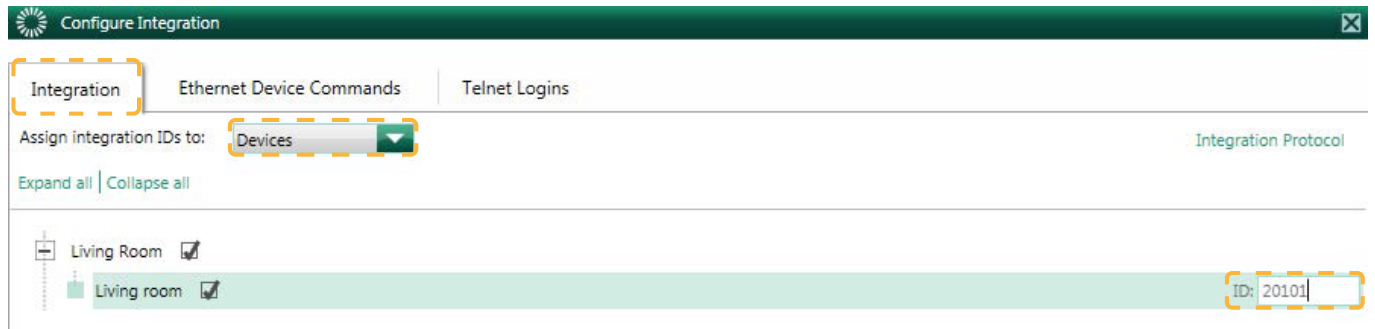 Configure Integration
Integration Ethernet Device Commands Telnet Logins
Assign integration IDs to: Devices Integration Protocol
Expand all | Collapse all
Living Room
Living room ID: 20101